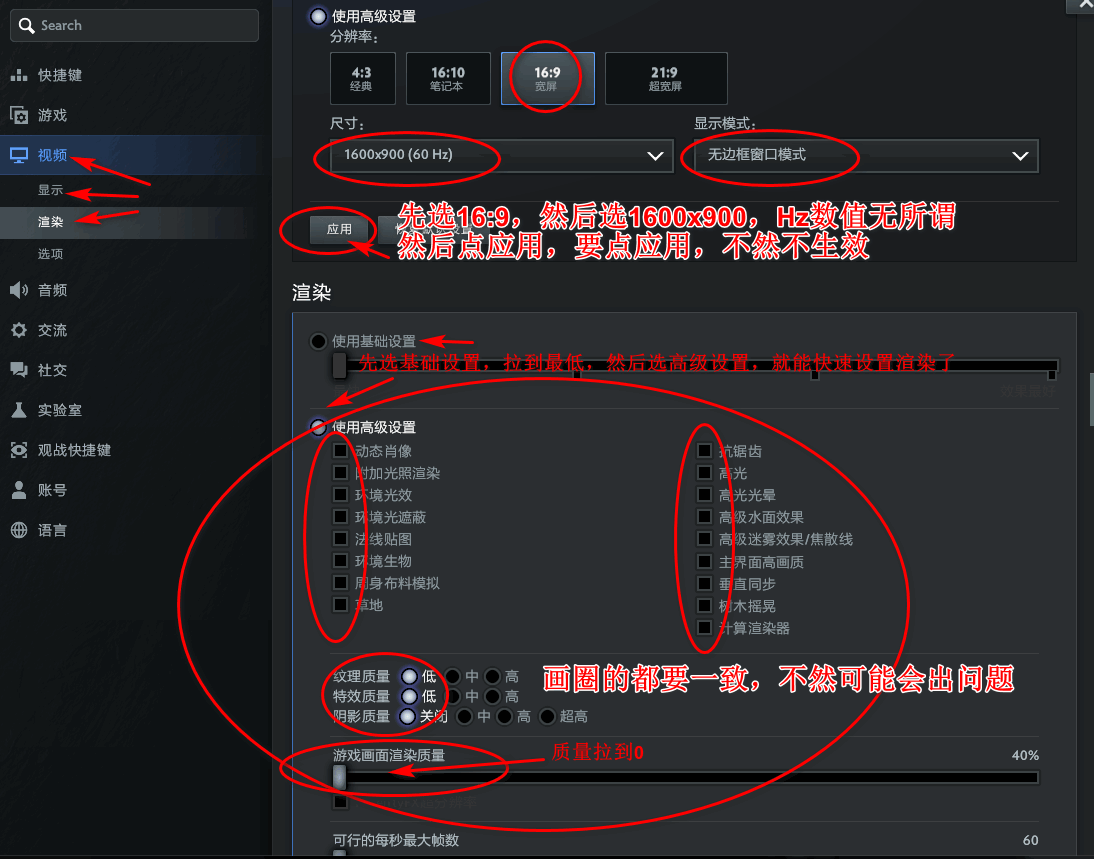 Search
快捷键
游戏
视频
显示
渲染
选项
音频
交流
社交
实验室
观战快捷键
账号
语言
使用高级设置
分辨率：
4:3
经典
16:10
笔记本
16:9
宽屏
21:9
超宽屏
尺寸：
显示模式：
1600x900 (60 Hz)
无边框窗口模式
应用
先选16:9，然后选1600x900，Hz数值无所谓
然后点应用，要点应用，不然不生效
渲染
使用基础设置
先选基础设置，拉到最低，然后选高级设置，就能快速设置渲染了
效果最好
使用高级设置
动态肖像
附加光照渲染
环境光效
环境光遮蔽
法线贴图
环境生物
周身布料模拟
草地
抗锯齿
高光
高光光晕
高级水面效果
高级迷雾效果/焦散线
主界面高画质
垂直同步
树木摇晃
计算渲染器
纹理质量 低 中 高
特效质量 低 中 高
阴影质量 关闭 中 高 超高
画圈的都要一致，不然可能会出问题
游戏画面渲染质量
质量拉到0
40%
可行的每秒最大帧数
60